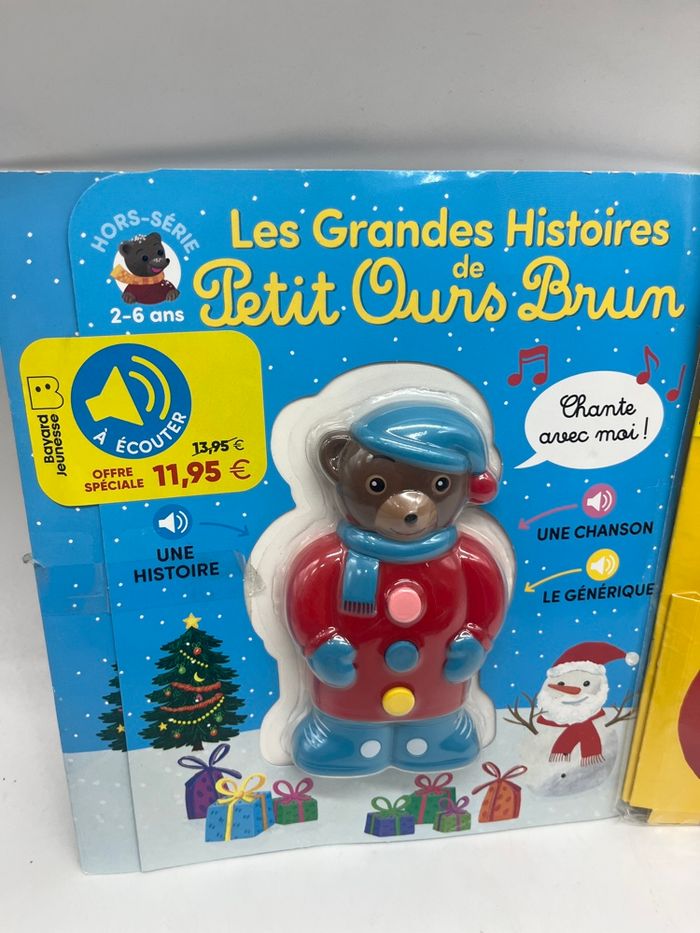 HORS-SÉRIE
2-6 ans
Les Grandes Histoires
de
Petit Ours Brun
Bayard
Jeunesse
À ÉCOUTER
13,95 €
OFFRE
SPÉCIALE 11,95 €
Chante
avec moi !
UNE
HISTOIRE
UNE CHANSON
LE GÉNÉRIQUE